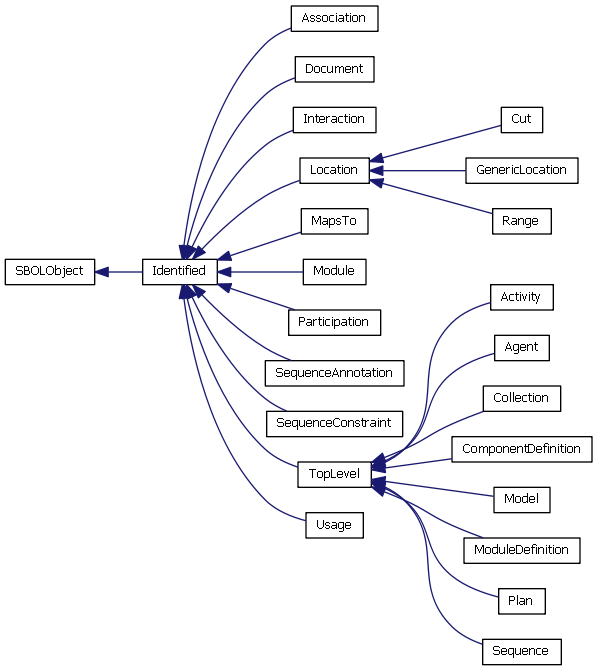 Association
Document
Interaction
Cut
Location
GenericLocation
MapsTo
Range
SBOLObject
Identified
Module
Activity
Participation
Agent
SequenceAnnotation
Collection
SequenceConstraint
ComponentDefinition
TopLevel
Model
Usage
ModuleDefinition
Plan
Sequence